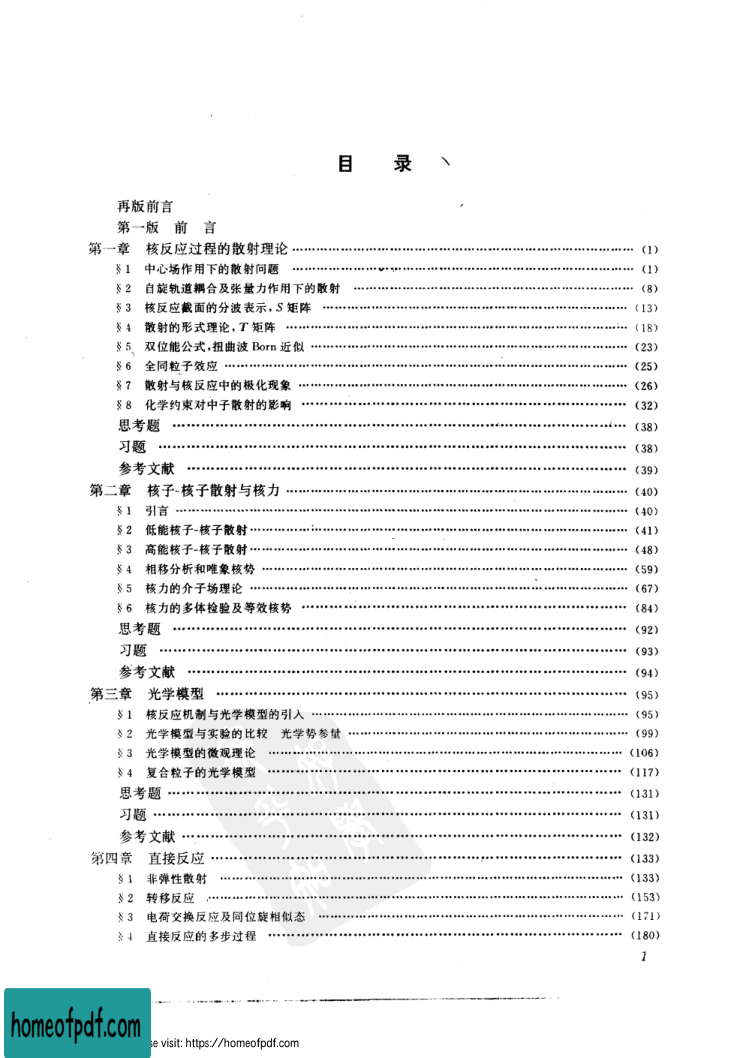 目 录
再版前言
第一版 前 言
第一章 核反应过程的散射理论 …… (1)
§1 中心场作用下的散射问题 …… (1)
§2 自旋轨道耦合及张量力作用下的散射 …… (8)
§3 核反应截面的分波表示,S矩阵 …… (13)
§4 散射的形式理论,T矩阵 …… (18)
§5 双位能公式,扭曲波 Born 近似 …… (23)
§6 全同粒子效应 …… (25)
§7 散射与核反应中的极化现象 …… (26)
§8 化学约束对中子散射的影响 …… (32)
思考题 …… (38)
习题 …… (38)
参考文献 …… (39)
第二章 核子-核子散射与核力 …… (40)
§1 引言 …… (40)
§2 低能核子-核子散射 …… (41)
§3 高能核子-核子散射 …… (48)
§4 相移分析和唯象核势 …… (59)
§5 核力的介子场理论 …… (67)
§6 核力的多体检验及等效核势 …… (84)
思考题 …… (92)
习题 …… (93)
参考文献 …… (94)
第三章 光学模型 …… (95)
§1 核反应机制与光学模型的引入 …… (95)
§2 光学模型与实验的比较 光学势参量 …… (99)
§3 光学模型的微观理论 …… (106)
§4 复合粒子的光学模型 …… (117)
思考题 …… (131)
习题 …… (131)
参考文献 …… (132)
第四章 直接反应 …… (133)
§1 非弹性散射 …… (133)
§2 转移反应 …… (153)
§3 电荷交换反应及同位旋相似态 …… (171)
§4 直接反应的多步过程 …… (180)
1
homeofpdf.com
se visit: https://homeofpdf.com